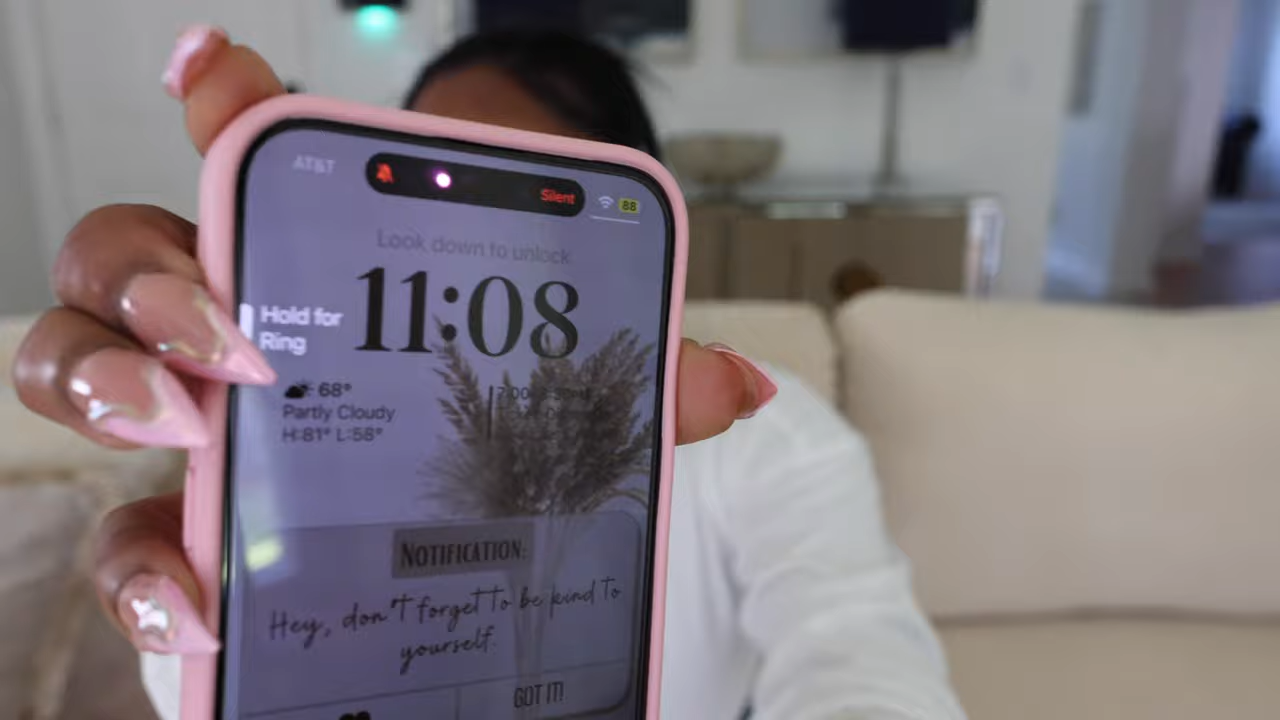 AT&T
Silent
88
Look down to unlock
11:08
Hold for
Ring
68°
Partly Cloudy
H:81° L:58°
NOTIFICATION:
Hey, don't forget to be kind to
yourself.
GOT IT!